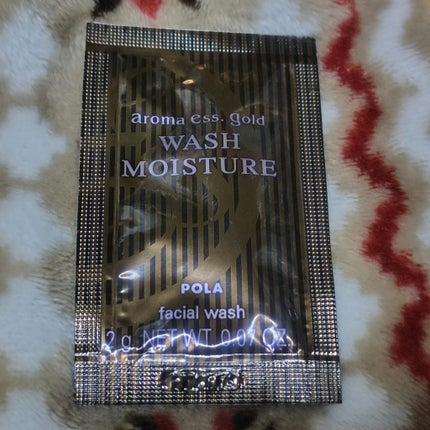 aroma ess. gold
WASH
MOISTURE
POLA
facial wash
2 g NET WT. 0.07 OZ.